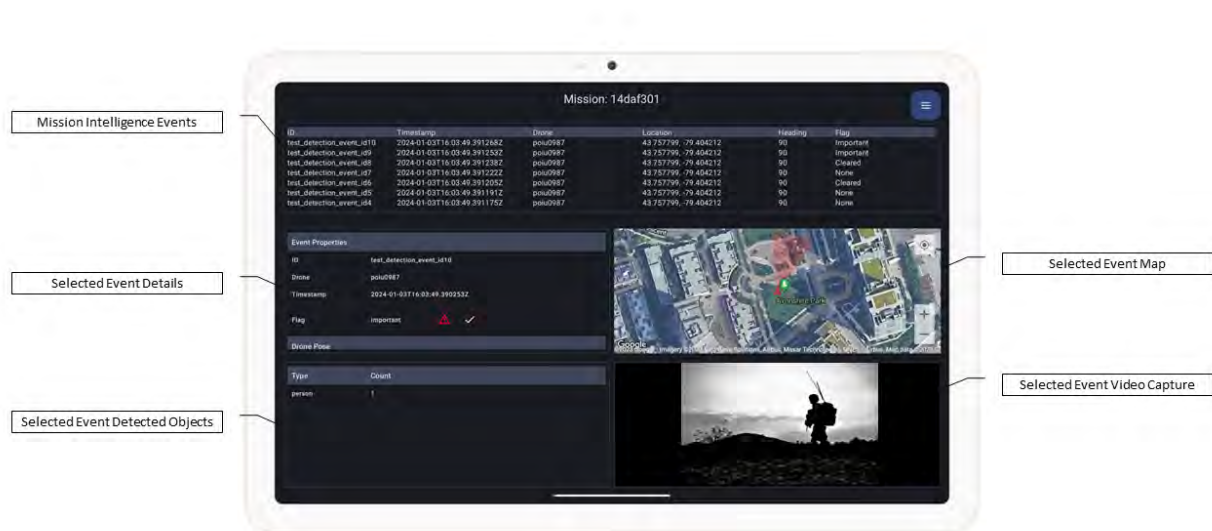 Mission: 14daf301
Mission Intelligence Events
ID Timestamp Drone Location Heading Flag
test_detection_event_id10 2024-01-03T16:03:49.391268Z poiu0987 43.757799, -79.404212 90 Important
test_detection_event_id9 2024-01-03T16:03:49.391253Z poiu0987 43.757799, -79.404212 90 Important
test_detection_event_id8 2024-01-03T16:03:49.391238Z poiu0987 43.757799, -79.404212 90 Cleared
test_detection_event_id7 2024-01-03T16:03:49.391222Z poiu0987 43.757799, -79.404212 90 None
test_detection_event_id6 2024-01-03T16:03:49.391205Z poiu0987 43.757799, -79.404212 90 Cleared
test_detection_event_id5 2024-01-03T16:03:49.391191Z poiu0987 43.757799, -79.404212 90 None
test_detection_event_id4 2024-01-03T16:03:49.391175Z poiu0987 43.757799, -79.404212 90 None
Event Properties
ID test_detection_event_id10
Drone poiu0987
Selected Event Details
Timestamp 2024-01-03T16:03:49.390253Z
Flag important
Drone Pose
Selected Event Map
Park
Google
Type Count
person 1
Selected Event Detected Objects
Selected Event Video Capture